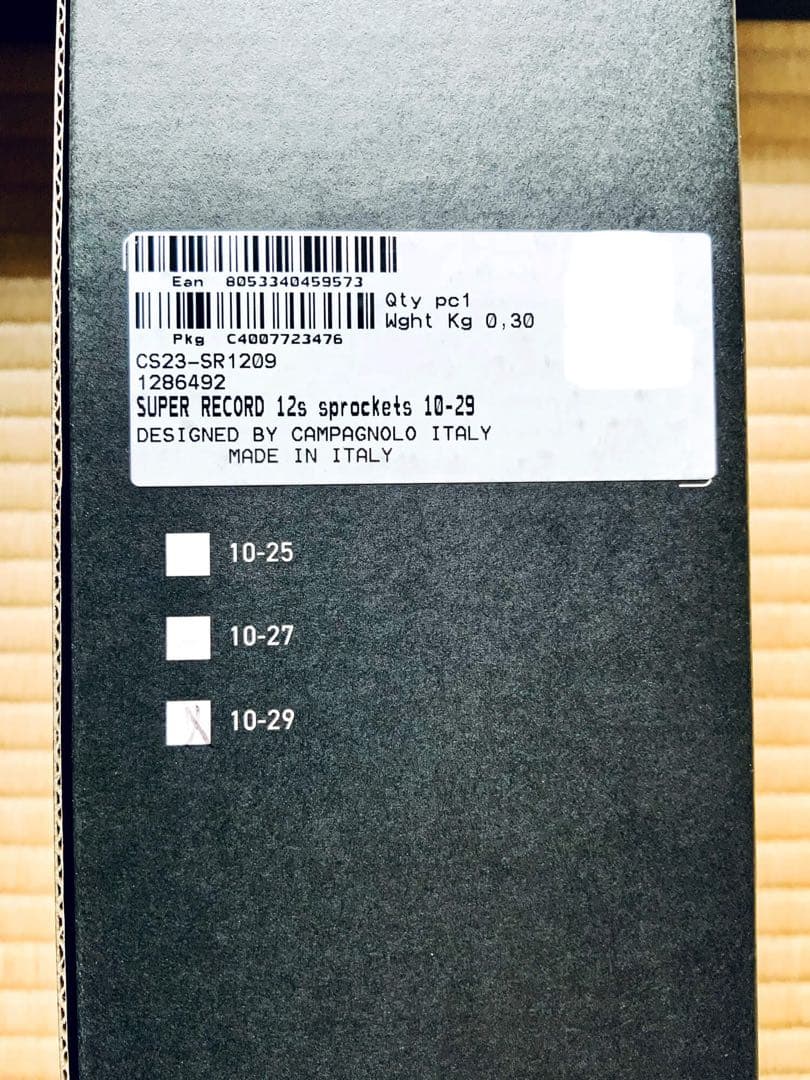 Ean 8053340459573
Qty pc1
Wght Kg 0,30
Pkg C4007723476
CS23-SR1209
1286492
SUPER RECORD 12s sprockets 10-29
DESIGNED BY CAMPAGNOLO ITALY
MADE IN ITALY
10-25
10-27
10-29